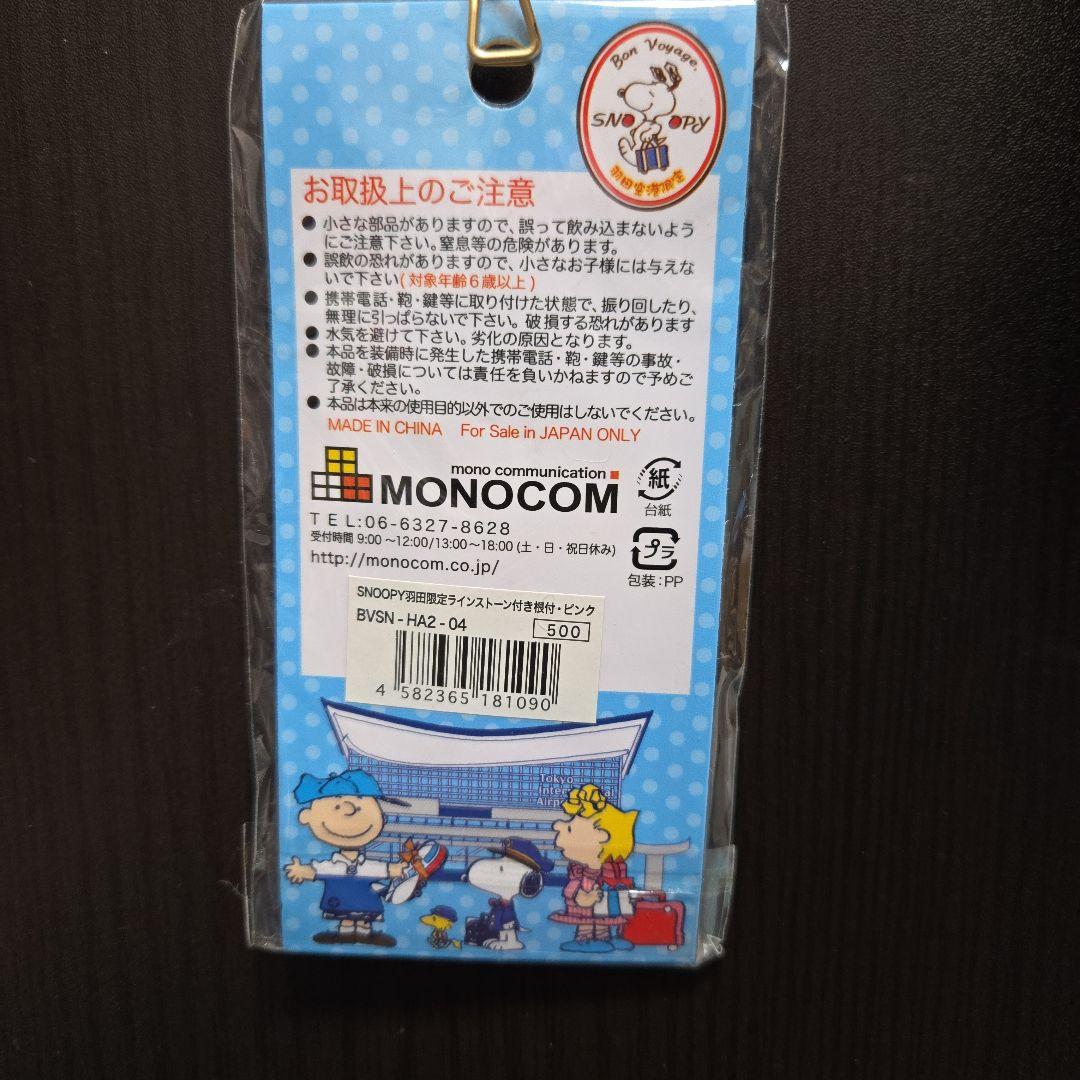 Bon Voyage.
SNOOPY
羽田空港限定
お取扱上のご注意
● 小さな部品がありますので、誤って飲み込まないよう
にご注意下さい。窒息等の危険があります。
● 誤飲の恐れがありますので、小さなお子様には与えな
いで下さい(対象年齢6歳以上)
● 携帯電話・鞄・鍵等に取り付けた状態で、振り回したり、
無理に引っぱらないで下さい。破損する恐れがあります
● 水気を避けて下さい。劣化の原因となります。
● 本品を装備時に発生した携帯電話・鞄・鍵等の事故・
故障・破損については責任を負いかねますので予めご
了承ください。
● 本品は本来の使用目的以外でのご使用はしないでください。
MADE IN CHINA For Sale in JAPAN ONLY
mono communication
MONOCOM
紙
台紙
TEL:06-6327-8628
受付時間 9:00～12:00/13:00～18:00 (土・日・祝日休み)
http://monocom.co.jp/
プラ
包装:PP
SNOOPY羽田限定ラインストーン付き根付・ピンク
BVSN-HA2-04
500
4 582365 181090
Tokyo